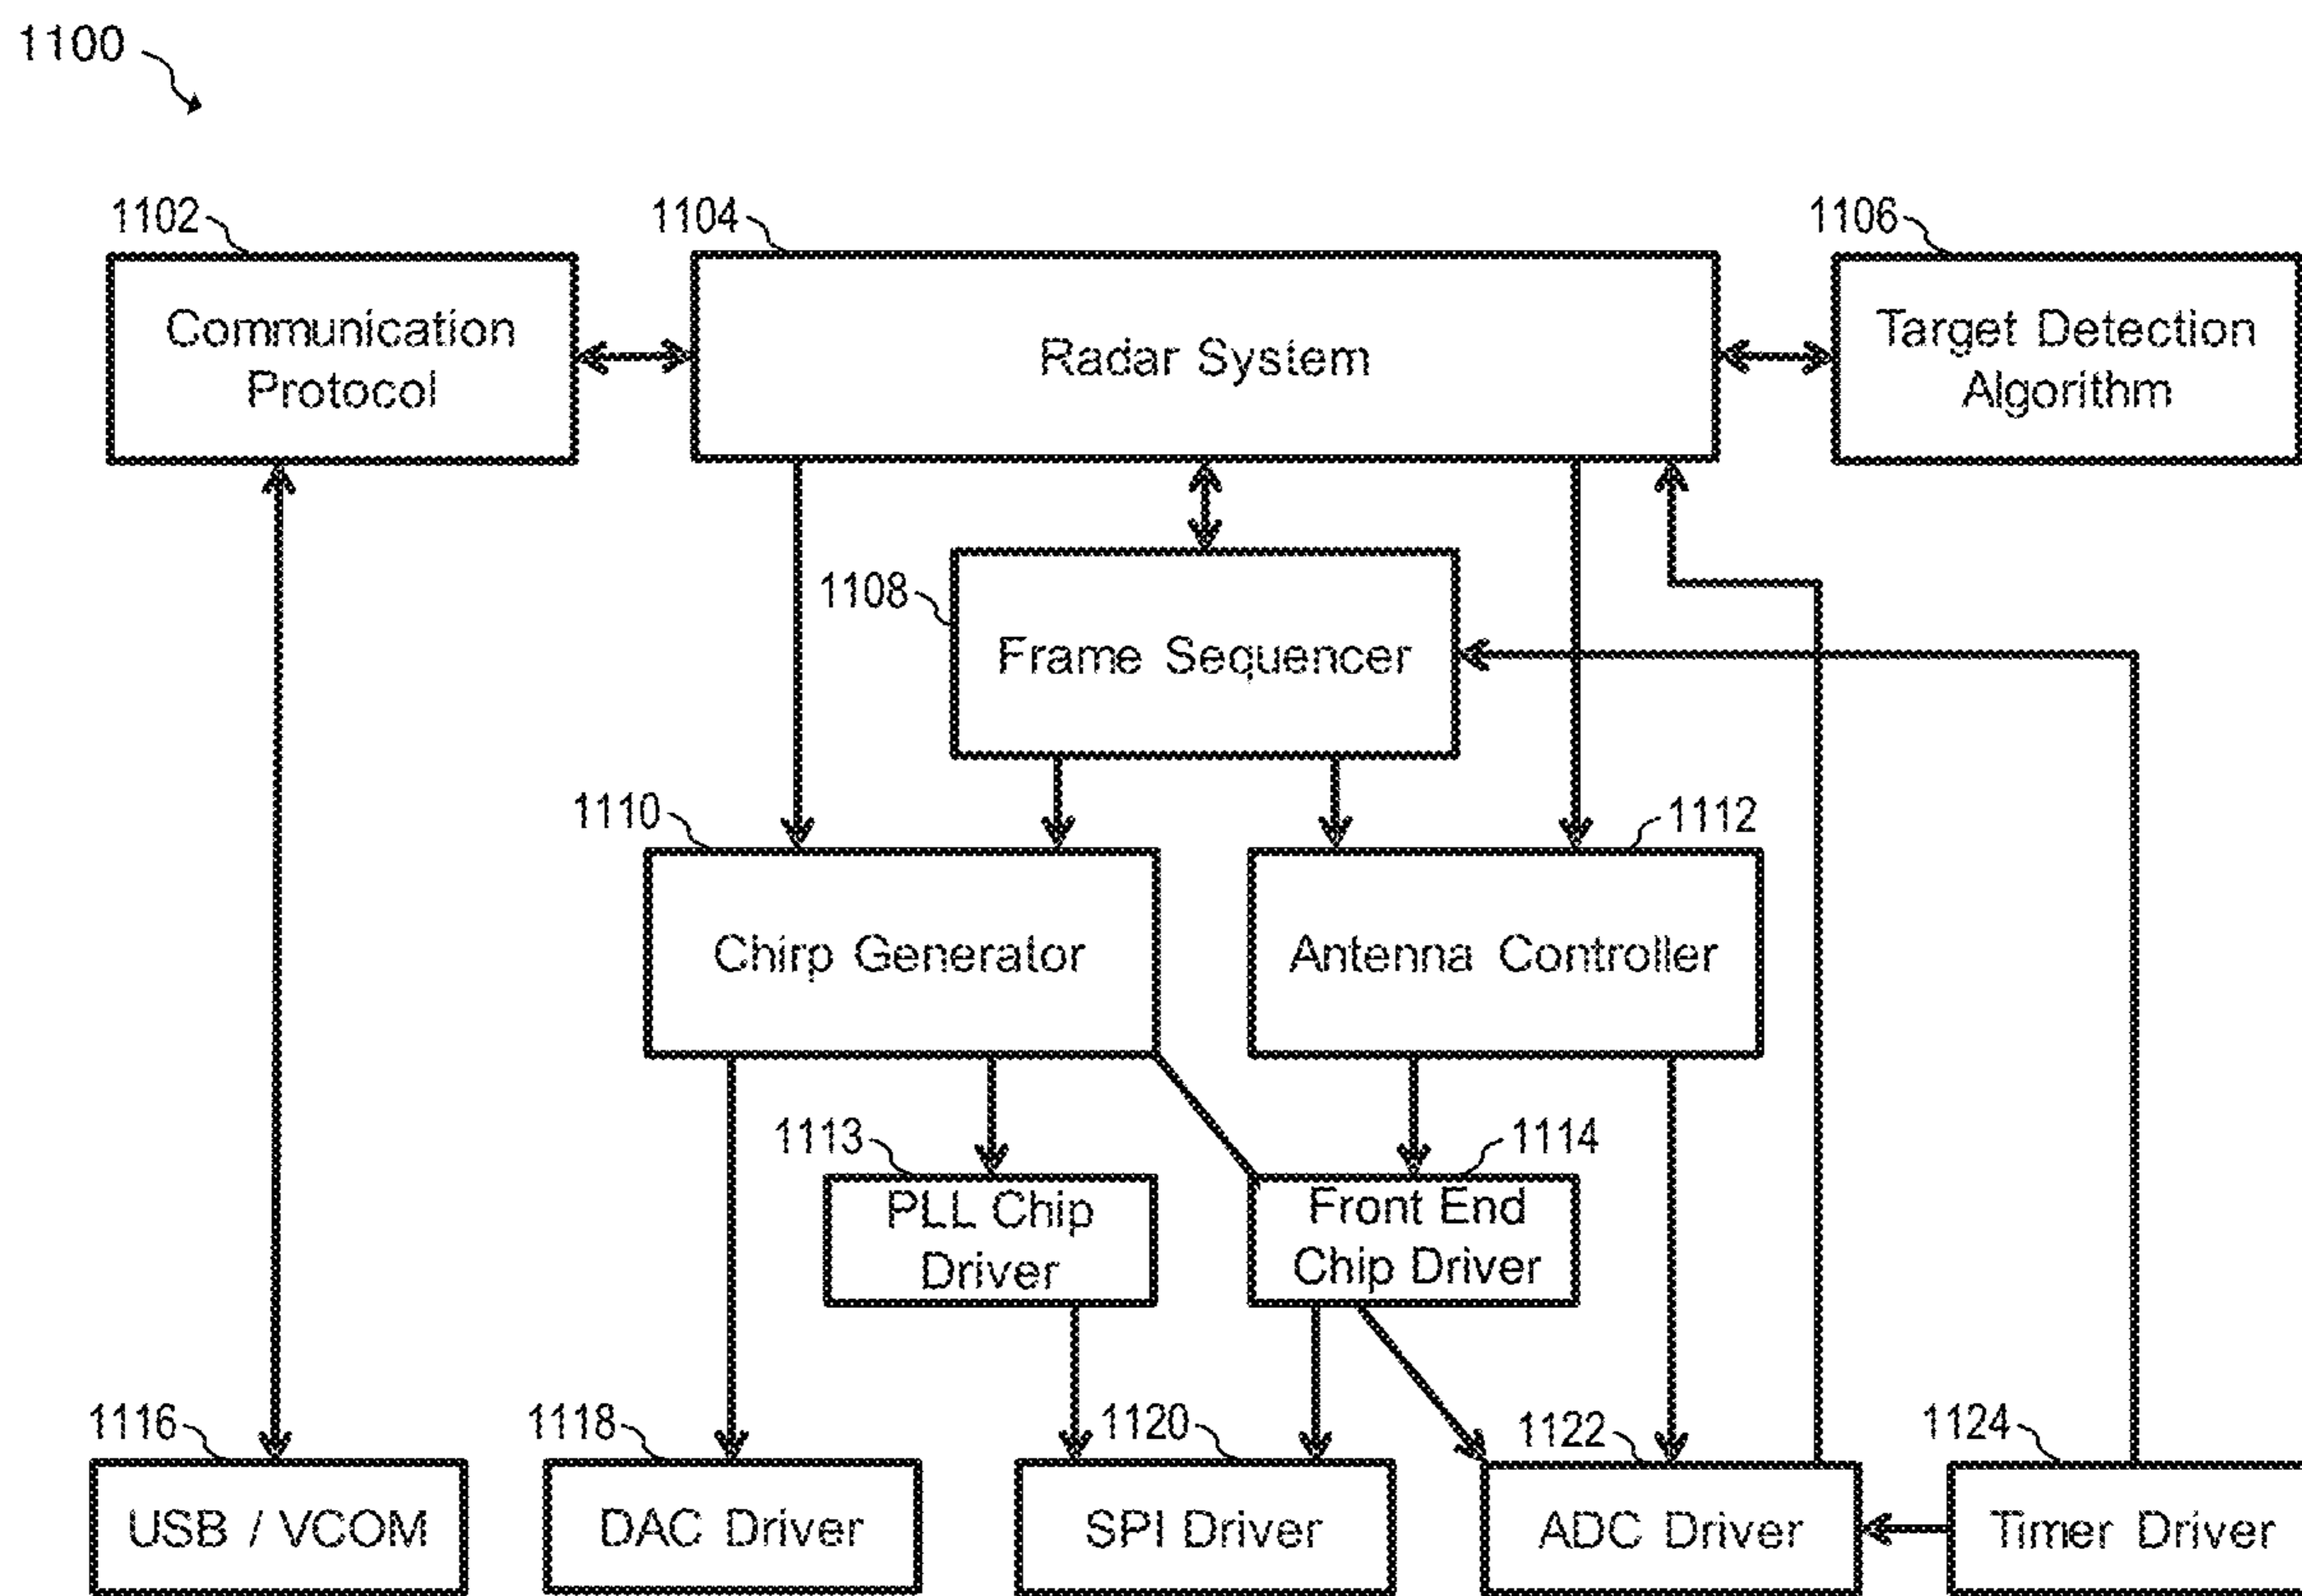 1100
1102
1104
1106
Communication
Protocol
Radar System
Target Detection
Algorithm
1108
Frame Sequencer
1110
1112
Chirp Generator
Antenna Controller
1113
1114
PLL Chip
Driver
Front End
Chip Driver
1116
1118
1120
1122
1124
USB / VCOM
DAC Driver
SPI Driver
ADC Driver
Timer Driver